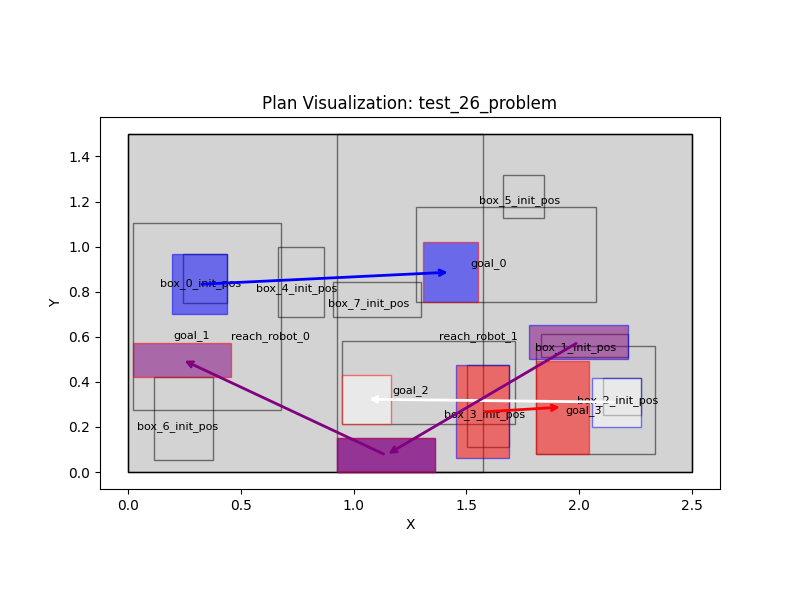 Plan Visualization: test_26_problem
1.4
1.2
1.0
0.8
0.6
0.4
0.2
0.0
Y
box_5_init_pos
goal_0
box_0_init_pos
box_4_init_pos
box_7_init_pos
goal_1
reach_robot_0
reach_robot_1
box_1_init_pos
goal_2
box_2_init_pos
goal_3
box_3_init_pos
box_6_init_pos
0.0
0.5
1.0
1.5
2.0
2.5
X